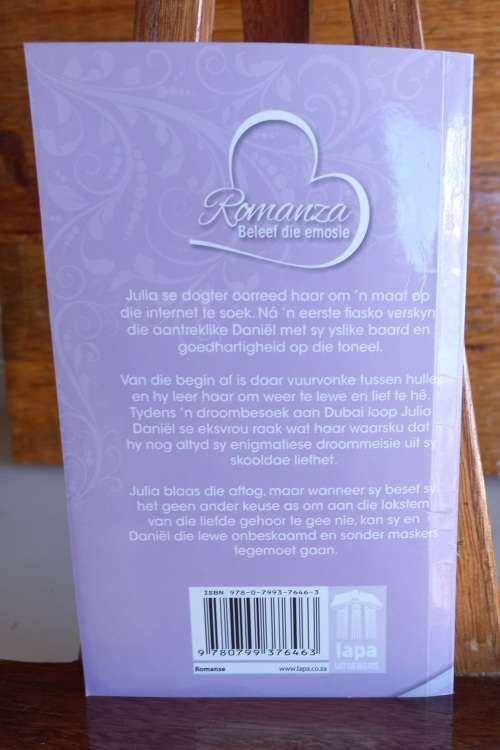 Romanza
Beleef die emosie
Julia se dogter oorreed haar om 'n maat op
die internet te soek. Ná 'n eerste fiasko verskyn
die aantreklike Daniël met sy yslike baard en
goedhartigheid op die toneel.
Van die begin af is daar vuurvonke tussen hulle,
en hy leer haar om weer te lewe en lief te hê.
Tydens 'n droombesoek aan Dubai loop Julia
Daniël se eksvrou raak wat haar waarsku dat
hy nog altyd sy enigmatiese droommeisie uit sy
skooldae liefhet.
Julia blaas die aftog, maar wanneer sy besef sy
het geen ander keuse as om aan die lokstem
van die liefde gehoor te gee nie, kan sy en
Daniël die lewe onbeskaamd en sonder maskers
tegemoet gaan.
ISBN 978-0-7993-7646-3
9 780799 376463
Romanse www.lapa.co.za
lapa
UITGEWERS